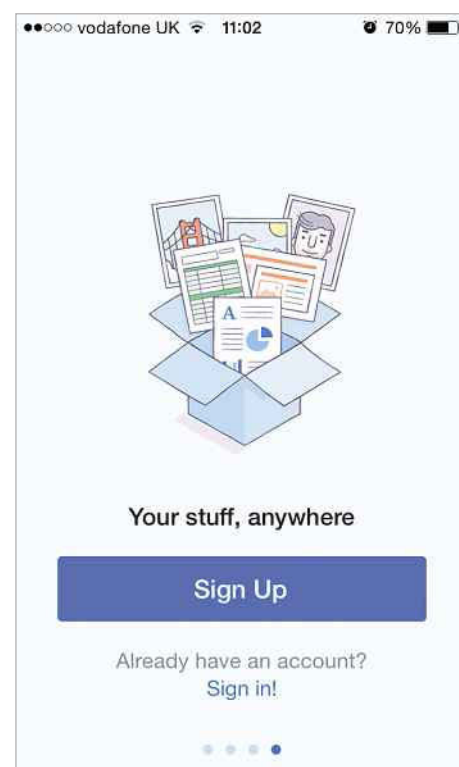 vodafone UK 11:02 70%
A
Your stuff, anywhere
Sign Up
Already have an account?
Sign in!